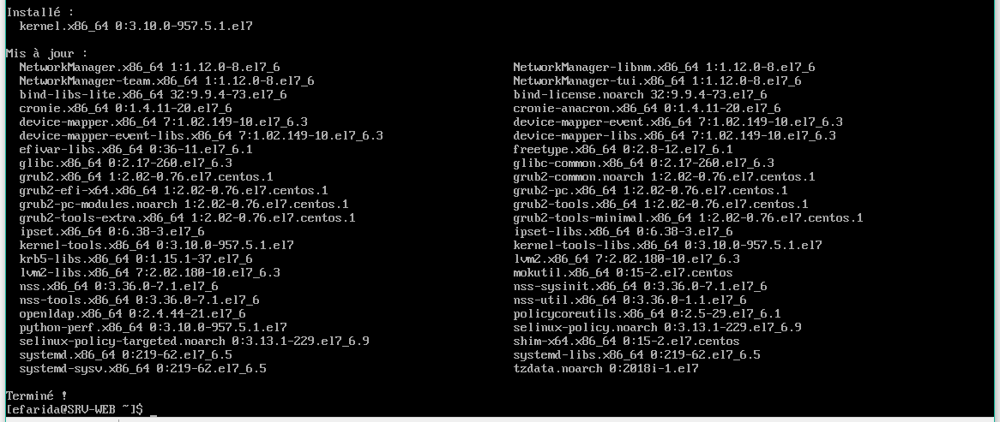 Installé :
kernel.x86_64 0:3.10.0-957.5.1.el7
Mis à jour :
NetworkManager.x86_64 1:1.12.0-8.el7_6 NetworkManager-libnm.x86_64 1:1.12.0-8.el7_6
NetworkManager-team.x86_64 1:1.12.0-8.el7_6 NetworkManager-tui.x86_64 1:1.12.0-8.el7_6
bind-libs-lite.x86_64 32:9.9.4-73.el7_6 bind-license.noarch 32:9.9.4-73.el7_6
cronie.x86_64 0:1.4.11-20.el7_6 cronie-anacron.x86_64 0:1.4.11-20.el7_6
device-mapper.x86_64 7:1.02.149-10.el7_6.3 device-mapper-event.x86_64 7:1.02.149-10.el7_6.3
device-mapper-event-libs.x86_64 7:1.02.149-10.el7_6.3 device-mapper-libs.x86_64 7:1.02.149-10.el7_6.3
efivar-libs.x86_64 0:36-11.el7_6.1 freetype.x86_64 0:2.8-12.el7_6.1
glibc.x86_64 0:2.17-260.el7_6.3 glibc-common.x86_64 0:2.17-260.el7_6.3
grub2.x86_64 1:2.02-0.76.el7.centos.1 grub2-common.noarch 1:2.02-0.76.el7.centos.1
grub2-efi-x64.x86_64 1:2.02-0.76.el7.centos.1 grub2-pc.x86_64 1:2.02-0.76.el7.centos.1
grub2-pc-modules.noarch 1:2.02-0.76.el7.centos.1 grub2-tools.x86_64 1:2.02-0.76.el7.centos.1
grub2-tools-extra.x86_64 1:2.02-0.76.el7.centos.1 grub2-tools-minimal.x86_64 1:2.02-0.76.el7.centos.1
ipset.x86_64 0:6.38-3.el7_6 ipset-libs.x86_64 0:6.38-3.el7_6
kernel-tools.x86_64 0:3.10.0-957.5.1.el7 kernel-tools-libs.x86_64 0:3.10.0-957.5.1.el7
krb5-libs.x86_64 0:1.15.1-37.el7_6 lvm2.x86_64 7:2.02.180-10.el7_6.3
lvm2-libs.x86_64 7:2.02.180-10.el7_6.3 mokutil.x86_64 0:15-2.el7.centos
nss.x86_64 0:3.36.0-7.1.el7_6 nss-sysinit.x86_64 0:3.36.0-7.1.el7_6
nss-tools.x86_64 0:3.36.0-7.1.el7_6 nss-util.x86_64 0:3.36.0-1.1.el7_6
openldap.x86_64 0:2.4.44-21.el7_6 policycoreutils.x86_64 0:2.5-29.el7_6.1
python-perf.x86_64 0:3.10.0-957.5.1.el7 selinux-policy.noarch 0:3.13.1-229.el7_6.9
selinux-policy-targeted.noarch 0:3.13.1-229.el7_6.9 shim-x64.x86_64 0:15-2.el7.centos
systemd.x86_64 0:219-62.el7_6.5 systemd-libs.x86_64 0:219-62.el7_6.5
systemd-sysv.x86_64 0:219-62.el7_6.5 tzdata.noarch 0:2018i-1.el7
Terminé !
[efarida@SRV-WEB ~]$ _